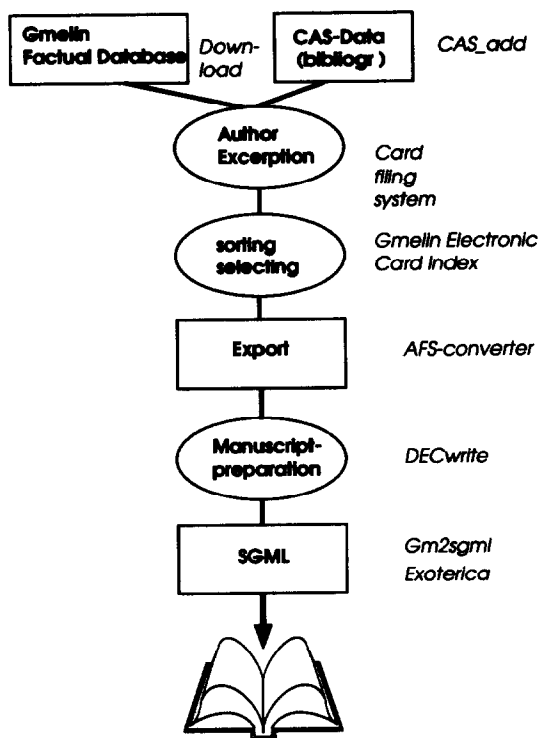 Gmelin
Factual Database
Down-
load
CAS-Data
(bibliogr )
CAS_add
Author
Excerption
Card
filing
system
sorting
selecting
Gmelin Electronic
Card Index
Export
AFS-converter
Manuscript-
preparation
DECwrite
SGML
Gm2sgml
Exoterica